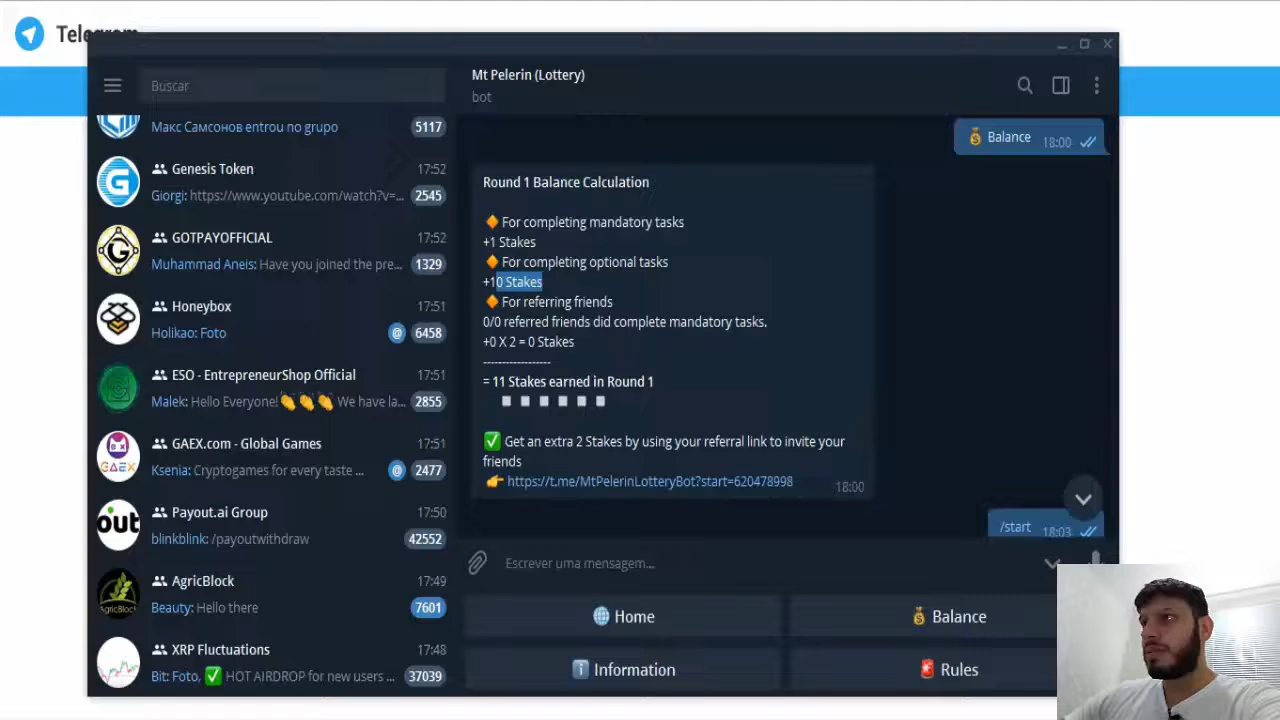 Telegram
Buscar
Макс Самсонов entrou no grupo
5117
Genesis Token
17:52
Giorgi: https://www.youtube.com/watch?v=...
2545
GOTPAYOFFICIAL
17:52
Muhammad Aneis: Have you joined the pre...
1329
Honeybox
17:51
Holikao: Foto
@ 6458
ESO - EntrepreneurShop Official
17:51
Malek: Hello Everyone!👏👏👏 We have la...
2855
GAEX.com - Global Games
17:51
Ksenia: Cryptogames for every taste ...
@ 2477
GAEX
Payout.ai Group
17:50
blinkblink: /payoutwithdraw
42552
out
AgricBlock
17:49
Beauty: Hello there
7601
AgricBlock
XRP Fluctuations
17:48
Bit: Foto, ✅ HOT AIRDROP for new users ...
37039
Mt Pelerin (Lottery)
bot
💰 Balance 18:00
Round 1 Balance Calculation
🔶 For completing mandatory tasks
+1 Stakes
🔶 For completing optional tasks
+10 Stakes
🔶 For referring friends
0/0 referred friends did complete mandatory tasks.
+0 X 2 = 0 Stakes
------------------
= 11 Stakes earned in Round 1
✅ Get an extra 2 Stakes by using your referral link to invite your
friends
👉 https://t.me/MtPelerinLotteryBot?start=620478998
18:00
/start 18:03
Escrever uma mensagem...
🌐 Home
💰 Balance
ℹ️ Information
🚨 Rules